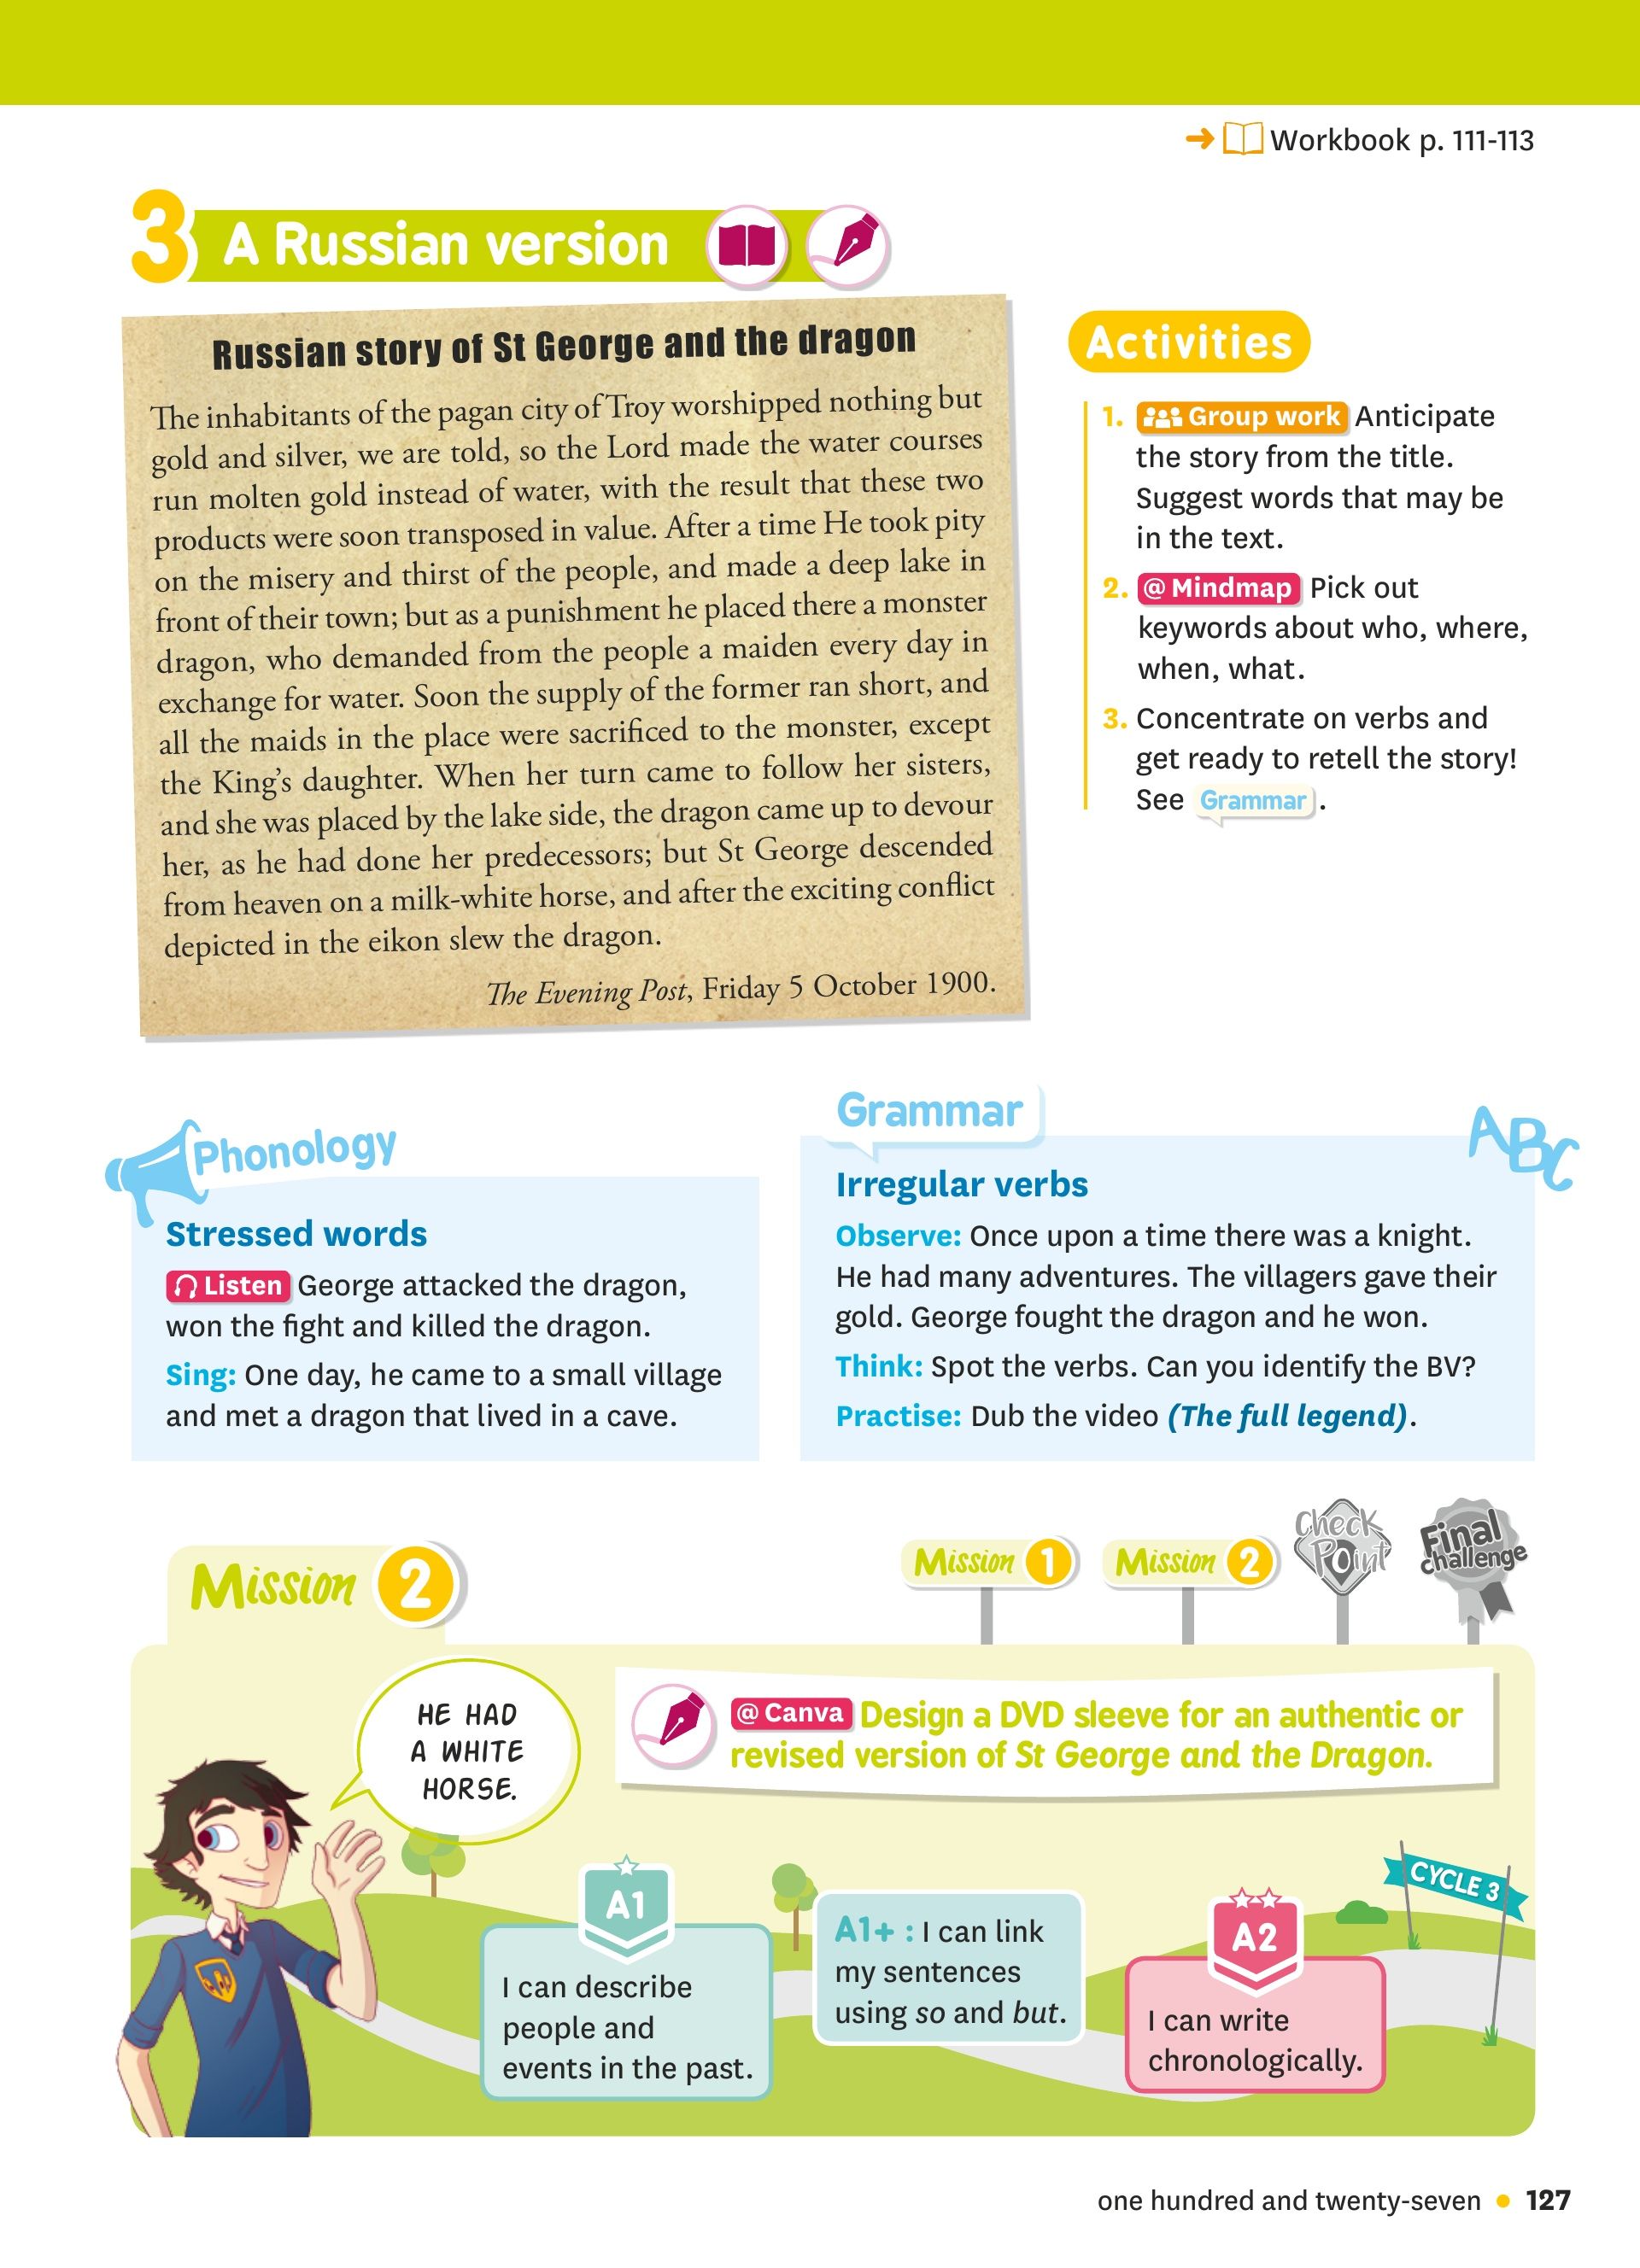 Workbook p. 111-113
3 A Russian version
Russian story of St George and the dragon
The inhabitants of the pagan city of Troy worshipped nothing but
gold and silver, we are told, so the Lord made the water courses
run molten gold instead of water, with the result that these two
products were soon transposed in value. After a time He took pity
on the misery and thirst of the people, and made a deep lake in
front of their town; but as a punishment he placed there a monster
dragon, who demanded from the people a maiden every day in
exchange for water. Soon the supply of the former ran short, and
all the maids in the place were sacrificed to the monster, except
the King's daughter. When her turn came to follow her sisters,
and she was placed by the lake side, the dragon came up to devour
her, as he had done her predecessors; but St George descended
from heaven on a milk-white horse, and after the exciting conflict
depicted in the eikon slew the dragon.
The Evening Post, Friday 5 October 1900.
Activities
1. Group work Anticipate
the story from the title.
Suggest words that may be
in the text.
2. @ Mindmap Pick out
keywords about who, where,
when, what.
3. Concentrate on verbs and
get ready to retell the story!
See Grammar.
Phonology
Stressed words
Listen George attacked the dragon,
won the fight and killed the dragon.
Sing: One day, he came to a small village
and met a dragon that lived in a cave.
Grammar
ABC
Irregular verbs
Observe: Once upon a time there was a knight.
He had many adventures. The villagers gave their
gold. George fought the dragon and he won.
Think: Spot the verbs. Can you identify the BV?
Practise: Dub the video (The full legend).
Mission 2
Mission 1
Mission 2
Check
Point
Final
challenge
HE HAD
A WHITE
HORSE.
@ Canva Design a DVD sleeve for an authentic or
revised version of St George and the Dragon.
A1
I can describe
people and
events in the past.
A1+ : I can link
my sentences
using so and but.
A2
I can write
chronologically.
CYCLE 3
one hundred and twenty-seven • 127